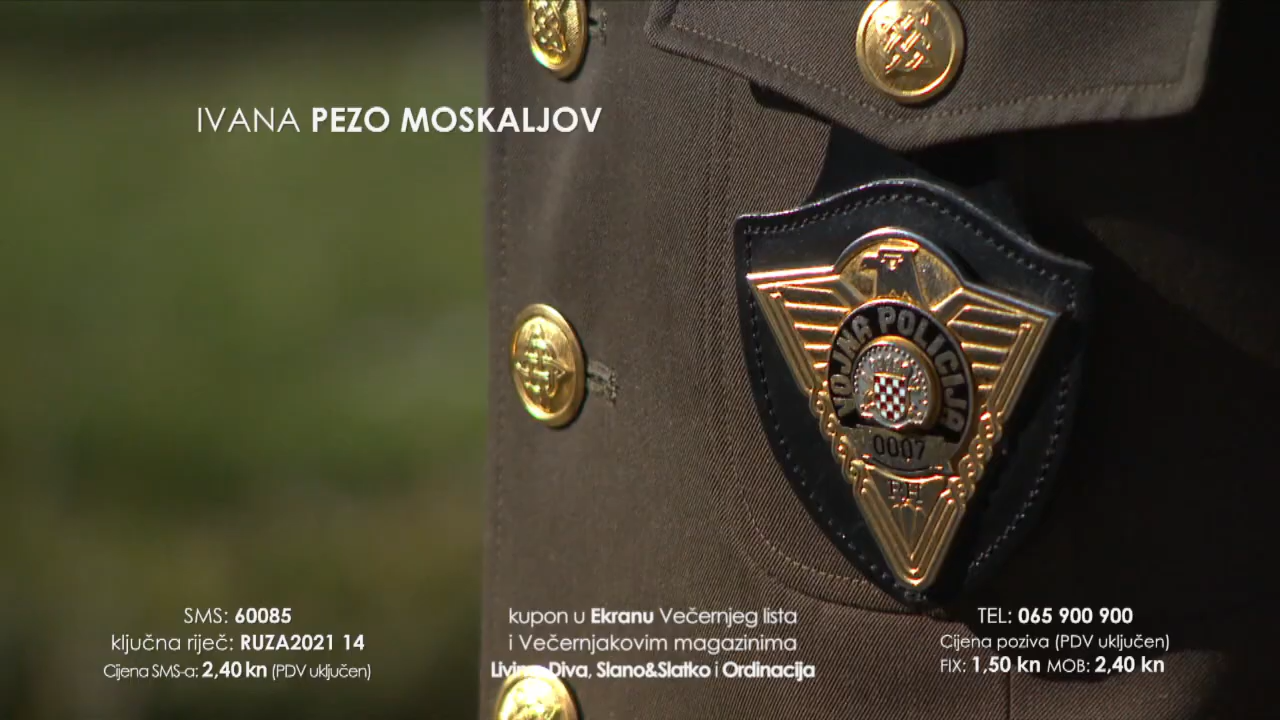 IVANA PEZO MOSKALJOV
VOJNA POLICIJA
0007
RH
SMS: 60085
ključna riječ: RUZA2021 14
Cijena SMS-a: 2,40 kn (PDV uključen)
kupon u Ekranu Večernjeg lista
i Večernjakovim magazinima
Living, Diva, Slano&Slatko i Ordinacija
TEL: 065 900 900
Cijena poziva (PDV uključen)
FIX: 1,50 kn MOB: 2,40 kn